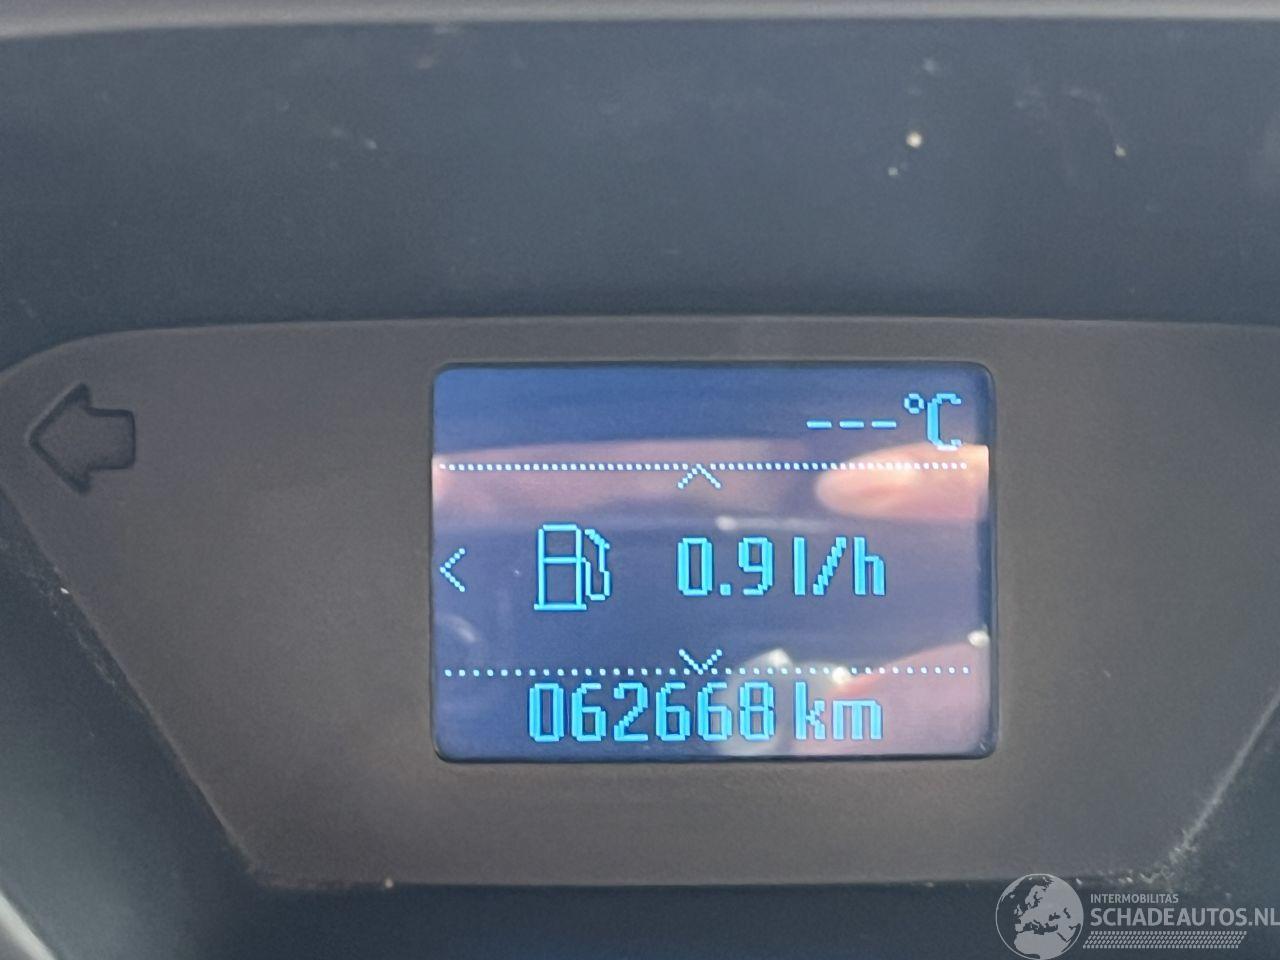 ---°C
0.9 l/h
062668 km
INTERMOBILITAS
SCHADEAUTOS.NL